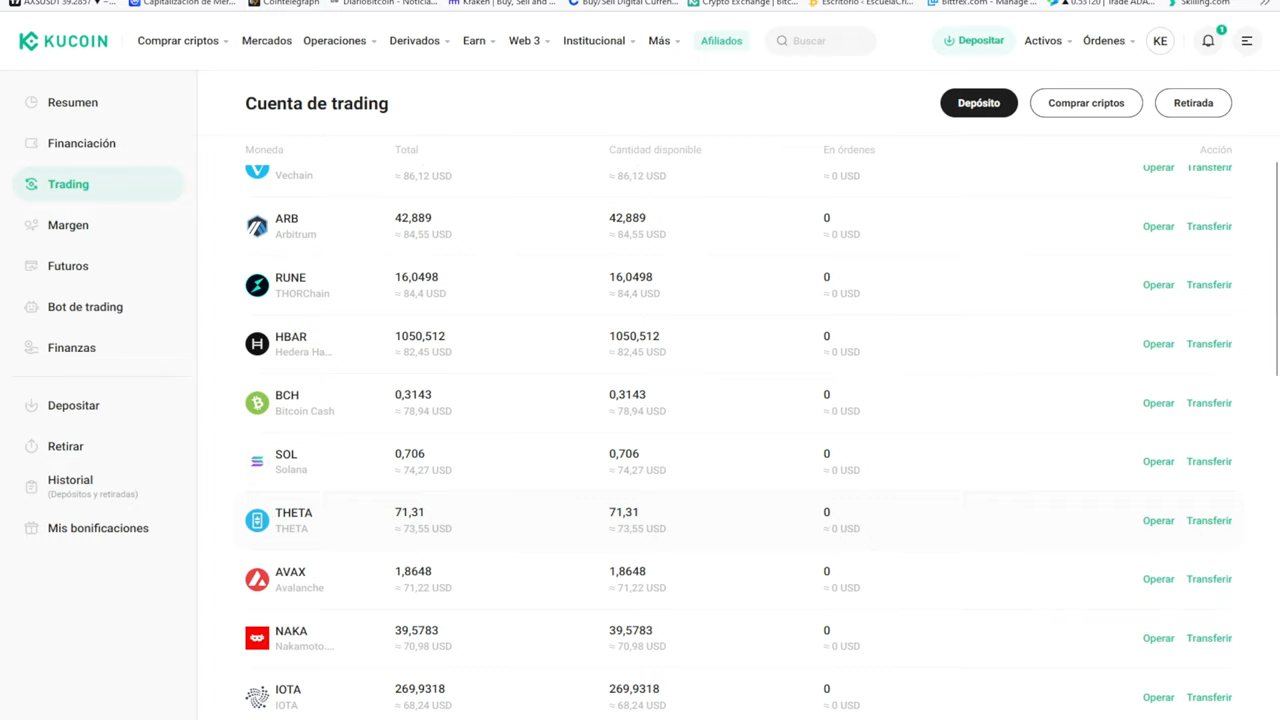 AXSUSDT 39.2857 ▼ –...
Capitalización de Mer...
Cointelegraph
DiarioBitcoin - Noticia...
Kraken | Buy, Sell and ...
Buy/Sell Digital Curren...
Crypto Exchange | Bitc...
Escritorio ‹ EscuelaCri...
Bittrex.com - Manage ...
▲ 0.55120 | Trade ADA...
Skilling.com
KUCOIN
Comprar criptos
Mercados
Operaciones
Derivados
Earn
Web 3
Institucional
Más
Afiliados
Buscar
Depositar
Activos
Órdenes
KE
1
Resumen
Financiación
Trading
Margen
Futuros
Bot de trading
Finanzas
Depositar
Retirar
Historial
(Depósitos y retiradas)
Mis bonificaciones
Cuenta de trading
Depósito
Comprar criptos
Retirada
Moneda Total Cantidad disponible En órdenes Acción
Vechain ≈ 86,12 USD ≈ 86,12 USD ≈ 0 USD Operar Transferir
ARB 42,889 42,889 0
Arbitrum ≈ 84,55 USD ≈ 84,55 USD ≈ 0 USD Operar Transferir
RUNE 16,0498 16,0498 0
THORChain ≈ 84,4 USD ≈ 84,4 USD ≈ 0 USD Operar Transferir
HBAR 1050,512 1050,512 0
Hedera Ha... ≈ 82,45 USD ≈ 82,45 USD ≈ 0 USD Operar Transferir
BCH 0,3143 0,3143 0
Bitcoin Cash ≈ 78,94 USD ≈ 78,94 USD ≈ 0 USD Operar Transferir
SOL 0,706 0,706 0
Solana ≈ 74,27 USD ≈ 74,27 USD ≈ 0 USD Operar Transferir
THETA 71,31 71,31 0
THETA ≈ 73,55 USD ≈ 73,55 USD ≈ 0 USD Operar Transferir
AVAX 1,8648 1,8648 0
Avalanche ≈ 71,22 USD ≈ 71,22 USD ≈ 0 USD Operar Transferir
NAKA 39,5783 39,5783 0
Nakamoto... ≈ 70,98 USD ≈ 70,98 USD ≈ 0 USD Operar Transferir
IOTA 269,9318 269,9318 0
IOTA ≈ 68,24 USD ≈ 68,24 USD ≈ 0 USD Operar Transferir